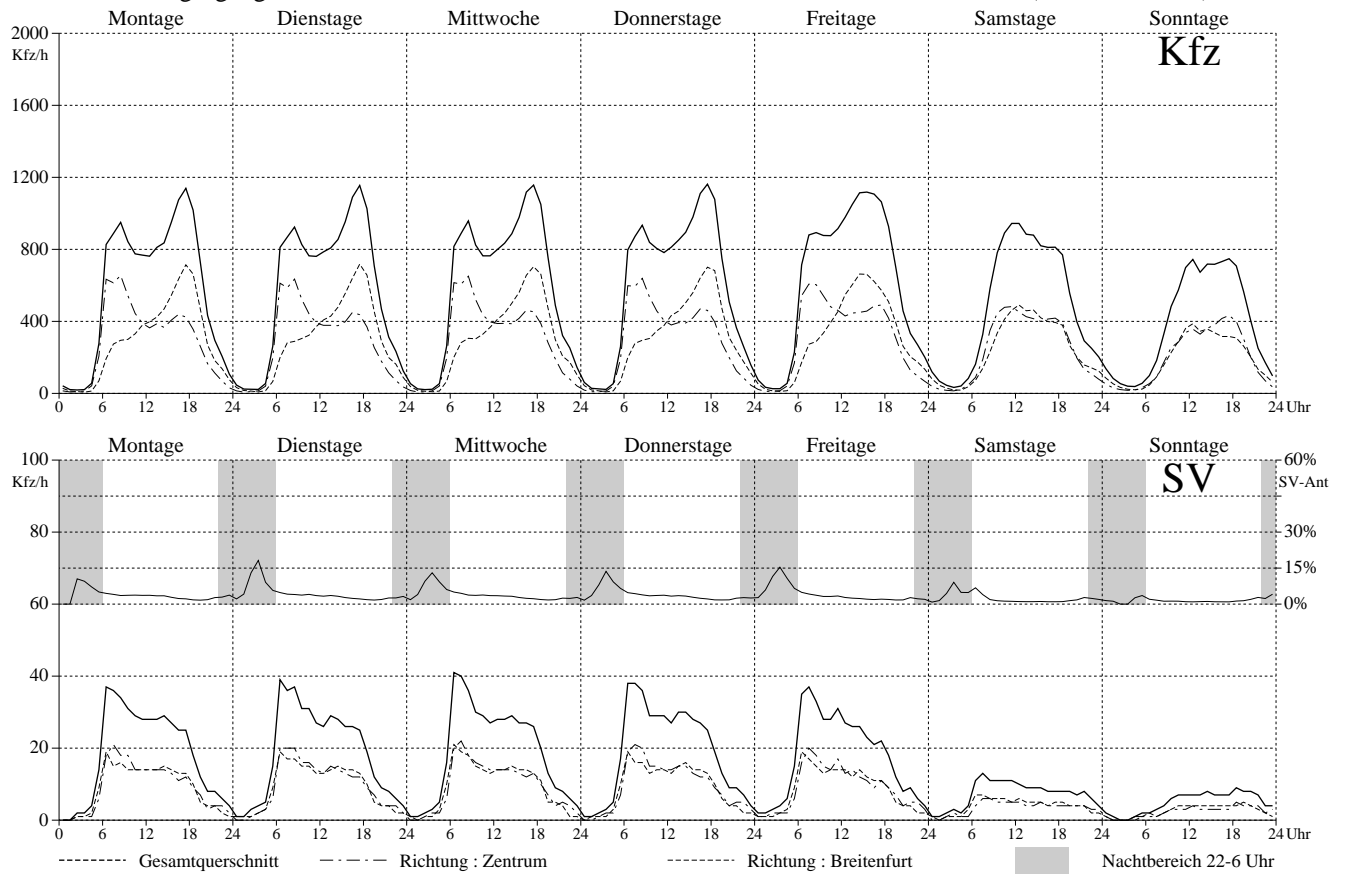 Montage Dienstage Mittwoche Donnerstage Freitage Samstage Sonntage
2000
Kfz/h
Kfz
1600
1200
800
400
0
0 6 12 18 24 6 12 18 24 6 12 18 24 6 12 18 24 6 12 18 24 6 12 18 24 6 12 18 24 Uhr
Montage Dienstage Mittwoche Donnerstage Freitage Samstage Sonntage
100 60%
Kfz/h SV SV-Ant
80 30%
15%
60 0%
40
20
0
0 6 12 18 24 6 12 18 24 6 12 18 24 6 12 18 24 6 12 18 24 6 12 18 24 6 12 18 24 Uhr
Gesamtquerschnitt Richtung : Zentrum Richtung : Breitenfurt Nachtbereich 22-6 Uhr